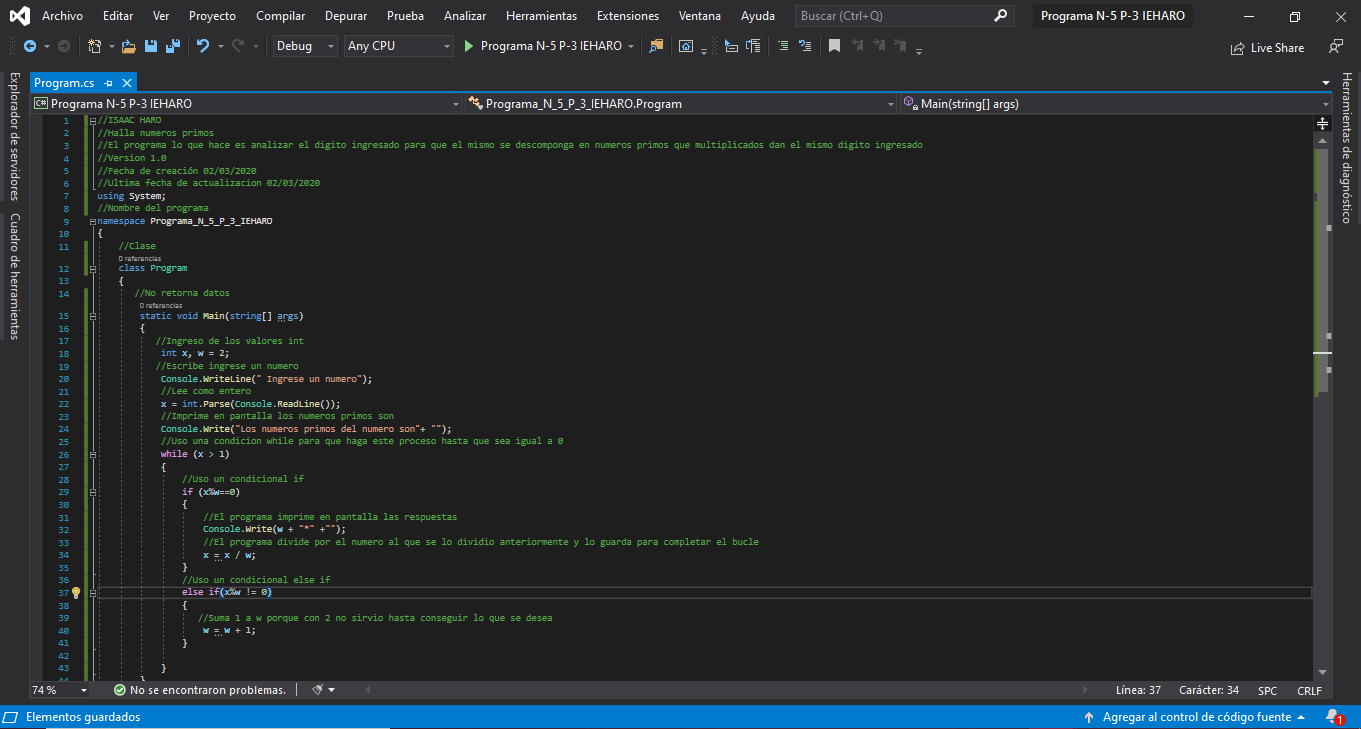 Archivo Editar Ver Proyecto Compilar Depurar Prueba Analizar Herramientas Extensiones Ventana Ayuda Buscar (Ctrl+Q) Programa N-5 P-3 IEHARO
Debug Any CPU Programa N-5 P-3 IEHARO Live Share
Explorador de servidores
Cuadro de herramientas
Herramientas de diagnóstico
Program.cs
C# Programa N-5 P-3 IEHARO Programa_N_5_P_3_IEHARO.Program Main(string[] args)
1 //ISAAC HARO
2 //Halla numeros primos
3 //El programa lo que hace es analizar el digito ingresado para que el mismo se descomponga en numeros primos que multiplicados dan el mismo digito ingresado
4 //Version 1.0
5 //Fecha de creación 02/03/2020
6 //Ultima fecha de actualizacion 02/03/2020
7 using System;
8 //Nombre del programa
9 namespace Programa_N_5_P_3_IEHARO
10 {
11 //Clase
0 referencias
12 class Program
13 {
14 //No retorna datos
0 referencias
15 static void Main(string[] args)
16 {
17 //Ingreso de los valores int
18 int x, w = 2;
19 //Escribe ingrese un numero
20 Console.WriteLine(" Ingrese un numero");
21 //Lee como entero
22 x = int.Parse(Console.ReadLine());
23 //Imprime en pantalla los numeros primos son
24 Console.Write("Los numeros primos del numero son"+ "");
25 //Uso una condicion while para que haga este proceso hasta que sea igual a 0
26 while (x > 1)
27 {
28 //Uso un condicional if
29 if (x%w==0)
30 {
31 //El programa imprime en pantalla las respuestas
32 Console.Write(w + "*" +"");
33 //El programa divide por el numero al que se lo dividio anteriormente y lo guarda para completar el bucle
34 x = x / w;
35 }
36 //Uso un condicional else if
37 else if(x%w != 0)
38 {
39 //Suma 1 a w porque con 2 no sirvio hasta conseguir lo que se desea
40 w = w + 1;
41 }
42
43 }
44 }
74 % No se encontraron problemas. Línea: 37 Carácter: 34 SPC CRLF
Elementos guardados Agregar al control de código fuente 1